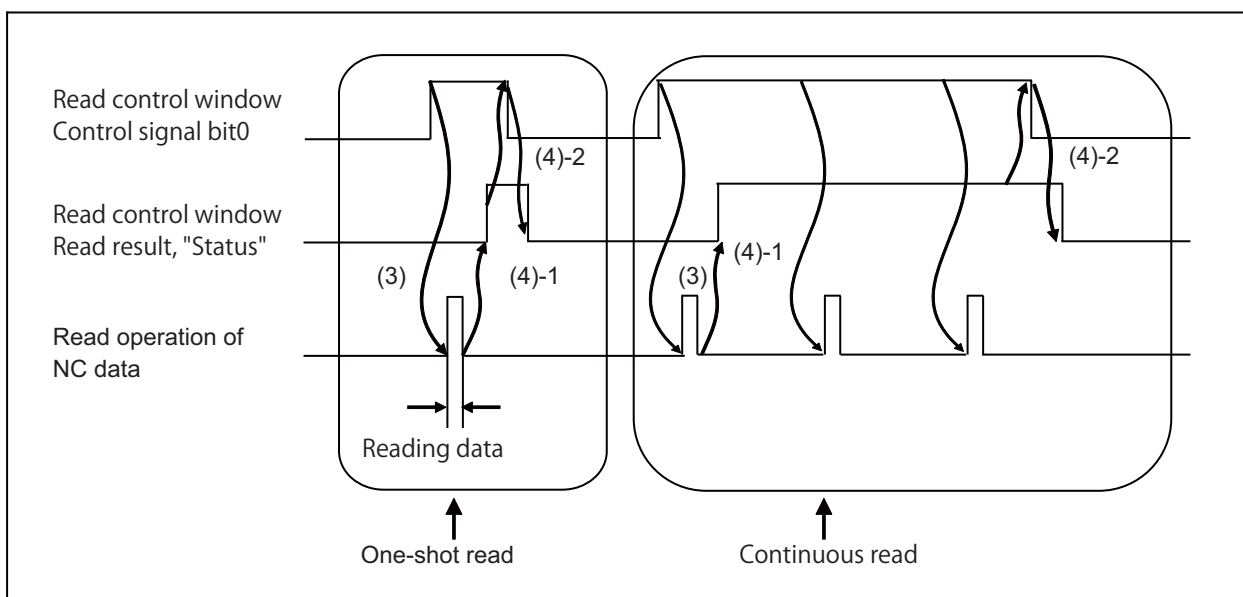 Read control window
Control signal bit0
(4)-2
(4)-2
Read control window
Read result, "Status"
(3)
(4)-1
(3)
(4)-1
Read operation of
NC data
Reading data
One-shot read
Continuous read